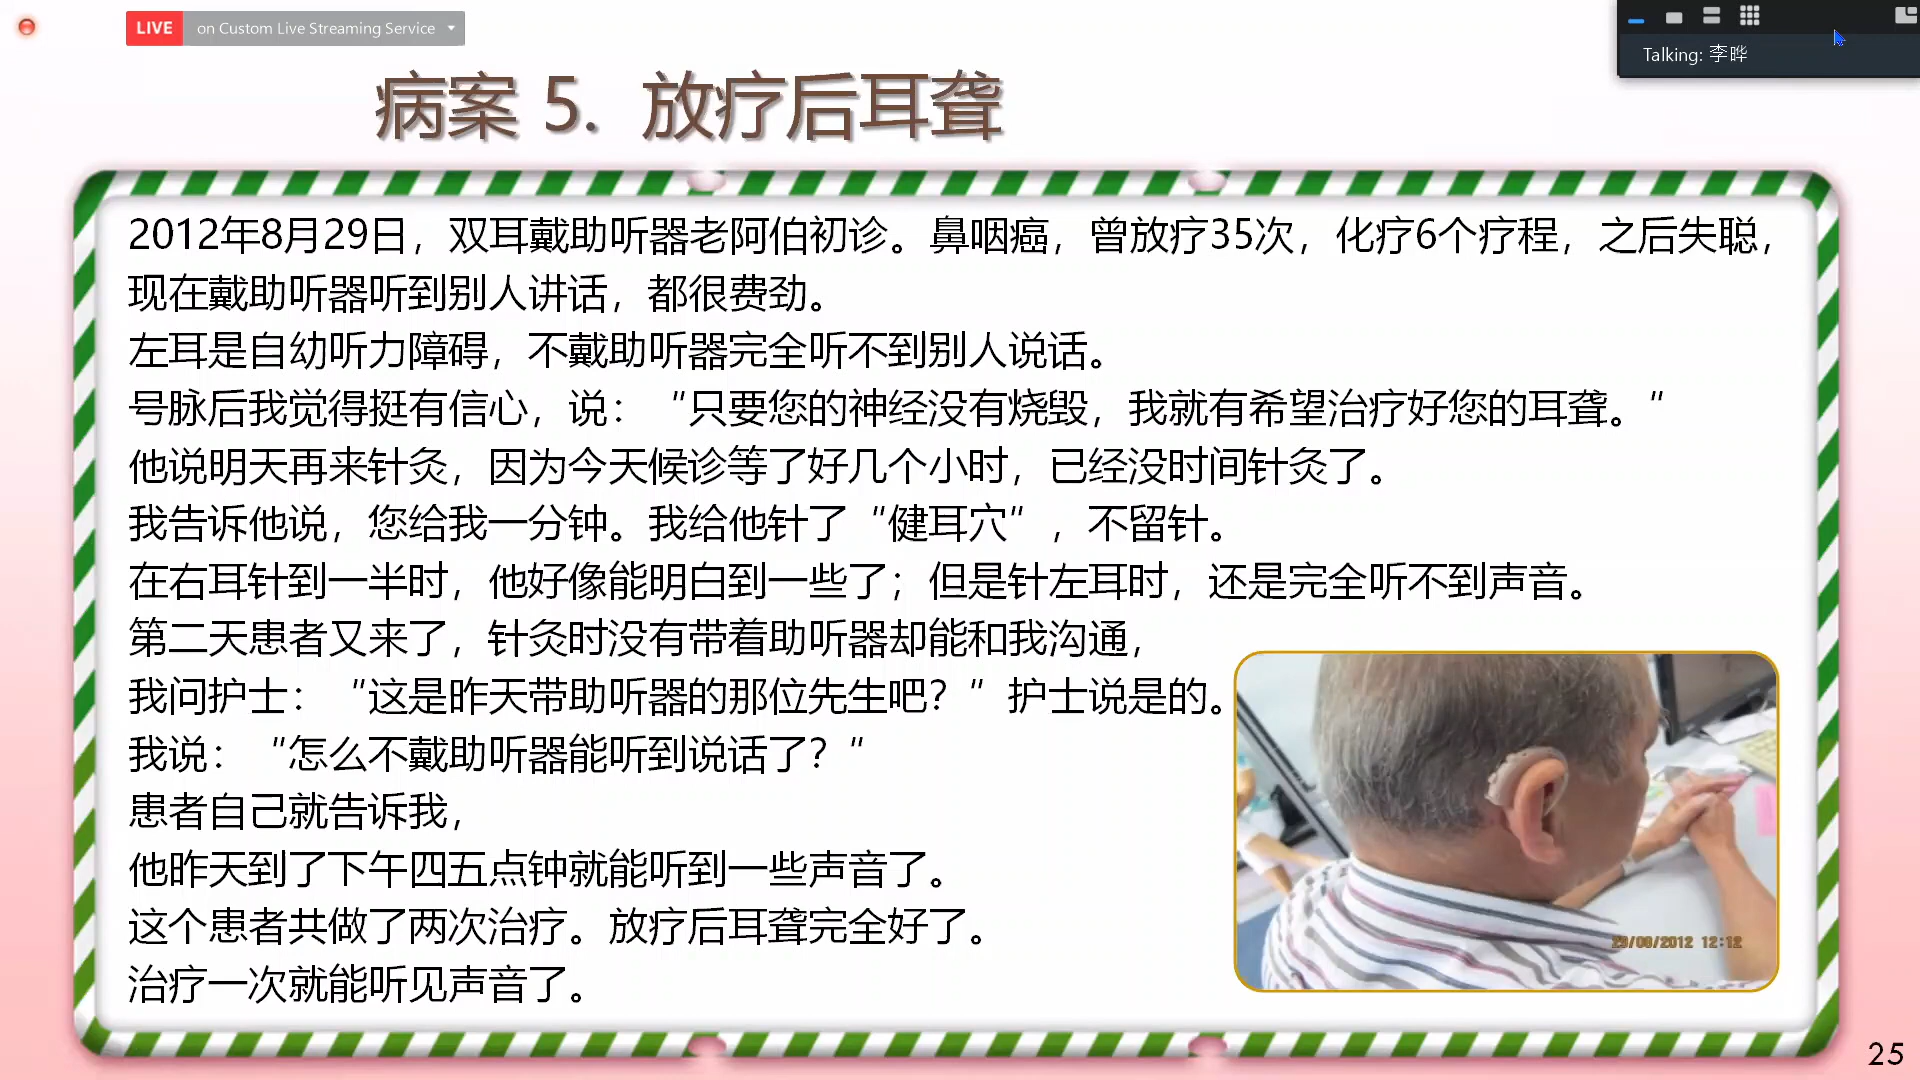 LIVE on Custom Live Streaming Service
Talking: 李晔
病案 5. 放疗后耳聋
2012年8月29日，双耳戴助听器老阿伯初诊。鼻咽癌，曾放疗35次，化疗6个疗程，之后失聪，
现在戴助听器听到别人讲话，都很费劲。
左耳是自幼听力障碍，不戴助听器完全听不到别人说话。
号脉后我觉得挺有信心，说：“只要您的神经没有烧毁，我就有希望治疗好您的耳聋。“
他说明天再来针灸，因为今天候诊等了好几个小时，已经没时间针灸了。
我告诉他说，您给我一分钟。我给他针了“健耳穴”，不留针。
在右耳针到一半时，他好像能明白到一些了；但是针左耳时，还是完全听不到声音。
第二天患者又来了，针灸时没有带着助听器却能和我沟通，
我问护士：“这是昨天带助听器的那位先生吧？“护士说是的。
我说：“怎么不戴助听器能听到说话了？“
患者自己就告诉我，
他昨天到了下午四五点钟就能听到一些声音了。
这个患者共做了两次治疗。放疗后耳聋完全好了。
治疗一次就能听见声音了。
29/08/2012 12:12
25